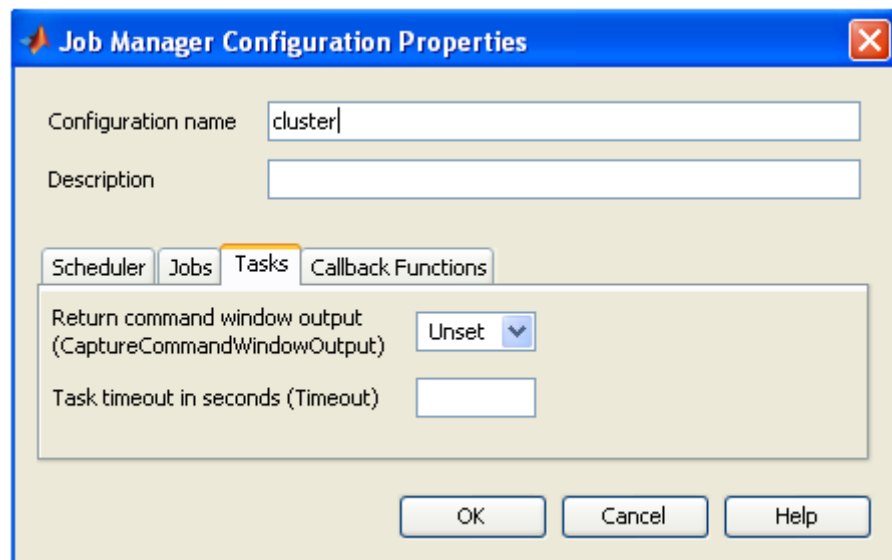 Job Manager Configuration Properties
Configuration name cluster
Description
Scheduler Jobs Tasks Callback Functions
Return command window output
(CaptureCommandWindowOutput) Unset
Task timeout in seconds (Timeout)
OK Cancel Help